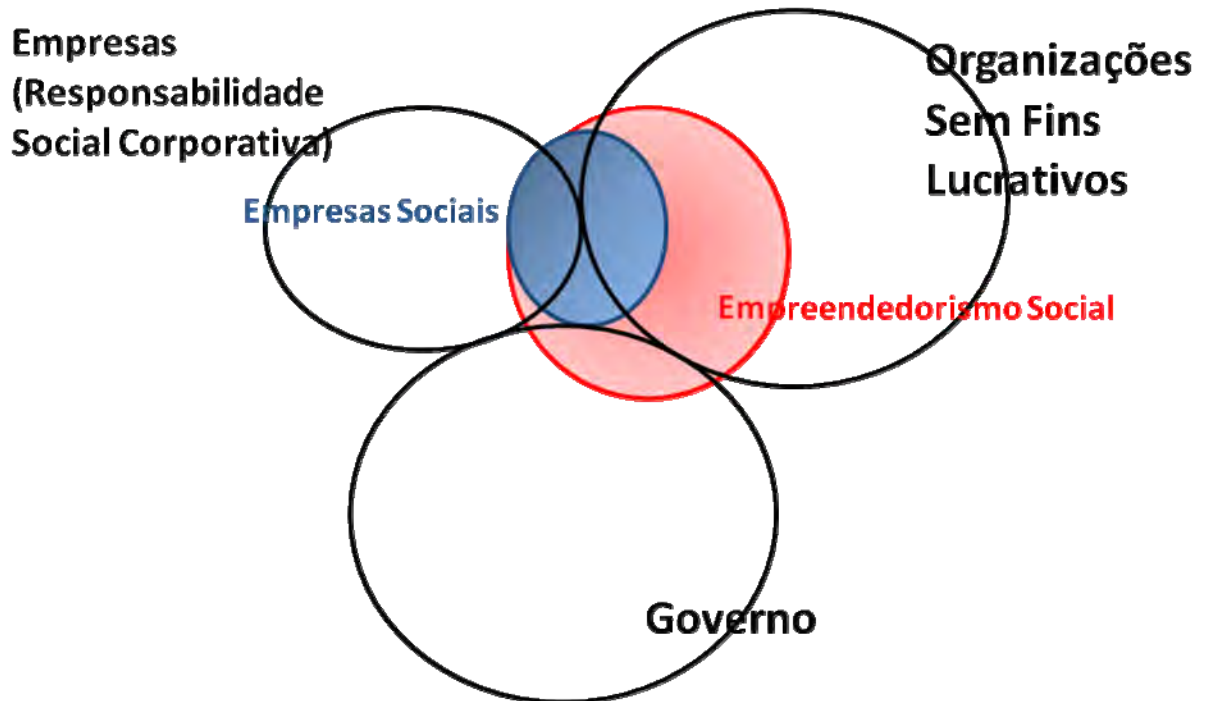 Empresas
(Responsabilidade
Social Corporativa)
Organizações
Sem Fins
Lucrativos
Empresas Sociais
Empreendedorismo Social
Governo